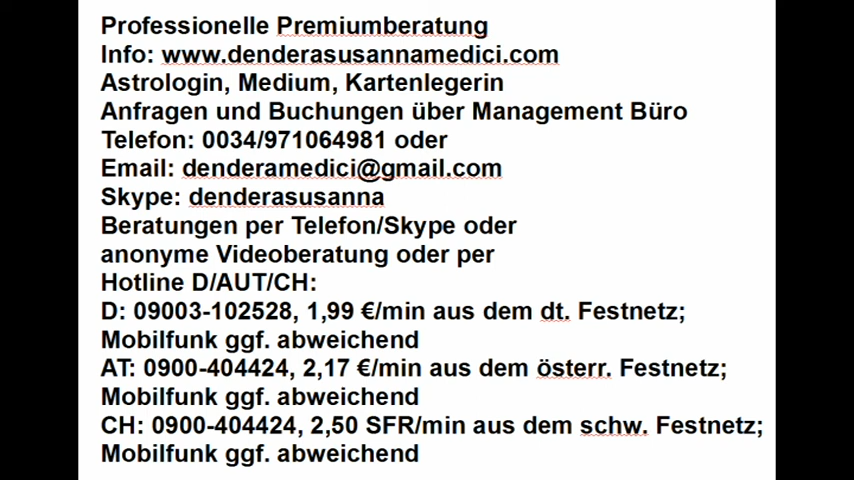 Professionelle Premiumberatung
Info: www.denderasusannamedici.com
Astrologin, Medium, Kartenlegerin
Anfragen und Buchungen über Management Büro
Telefon: 0034/971064981 oder
Email: denderamedici@gmail.com
Skype: denderasusanna
Beratungen per Telefon/Skype oder
anonyme Videoberatung oder per
Hotline D/AUT/CH:
D: 09003-102528, 1,99 €/min aus dem dt. Festnetz;
Mobilfunk ggf. abweichend
AT: 0900-404424, 2,17 €/min aus dem österr. Festnetz;
Mobilfunk ggf. abweichend
CH: 0900-404424, 2,50 SFR/min aus dem schw. Festnetz;
Mobilfunk ggf. abweichend